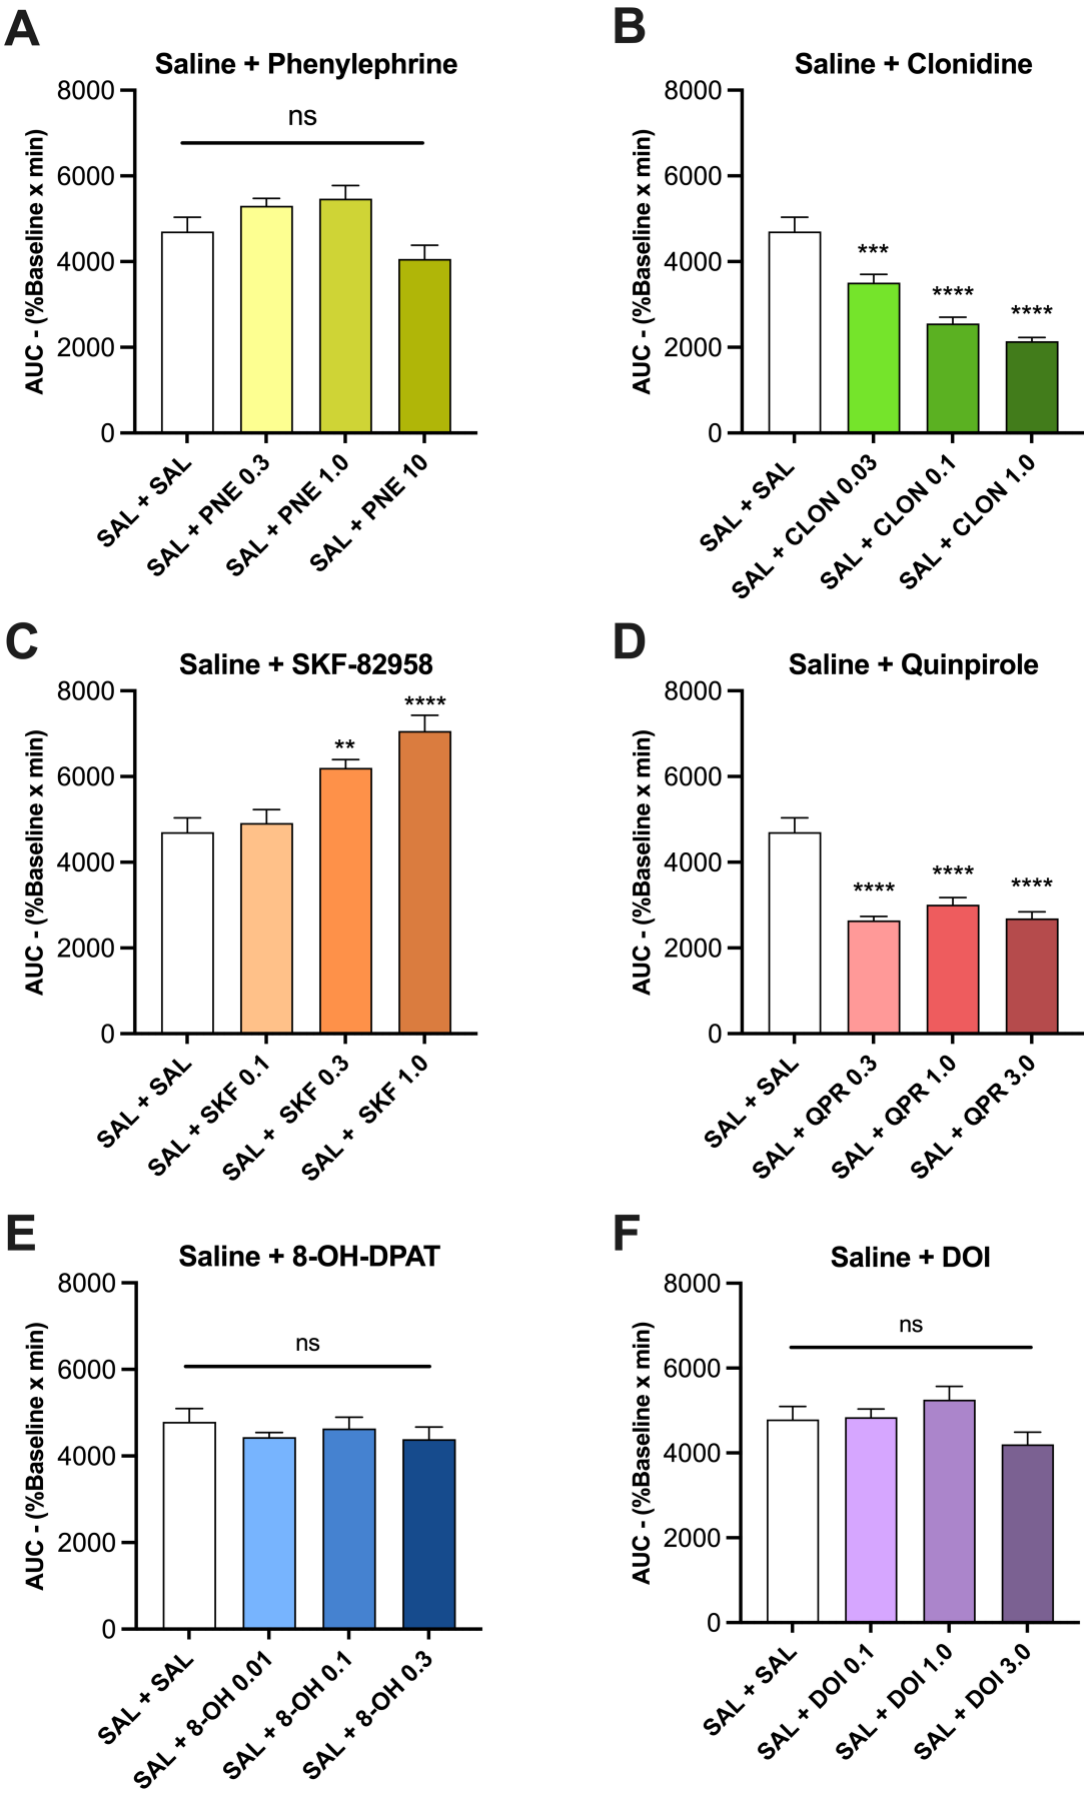 A
Saline + Phenylephrine
AUC - (%Baseline x min)
8000
6000
4000
2000
0
ns
SAL + SAL
SAL + PNE 0.3
SAL + PNE 1.0
SAL + PNE 10
B
Saline + Clonidine
AUC - (%Baseline x min)
8000
6000
4000
2000
0
***
****
****
SAL + SAL
SAL + CLON 0.03
SAL + CLON 0.1
SAL + CLON 1.0
C
Saline + SKF-82958
AUC - (%Baseline x min)
8000
6000
4000
2000
0
**
****
SAL + SAL
SAL + SKF 0.1
SAL + SKF 0.3
SAL + SKF 1.0
D
Saline + Quinpirole
AUC - (%Baseline x min)
8000
6000
4000
2000
0
****
****
****
SAL + SAL
SAL + QPR 0.3
SAL + QPR 1.0
SAL + QPR 3.0
E
Saline + 8-OH-DPAT
AUC - (%Baseline x min)
8000
6000
4000
2000
0
ns
SAL + SAL
SAL + 8-OH 0.01
SAL + 8-OH 0.1
SAL + 8-OH 0.3
F
Saline + DOI
AUC - (%Baseline x min)
8000
6000
4000
2000
0
ns
SAL + SAL
SAL + DOI 0.1
SAL + DOI 1.0
SAL + DOI 3.0